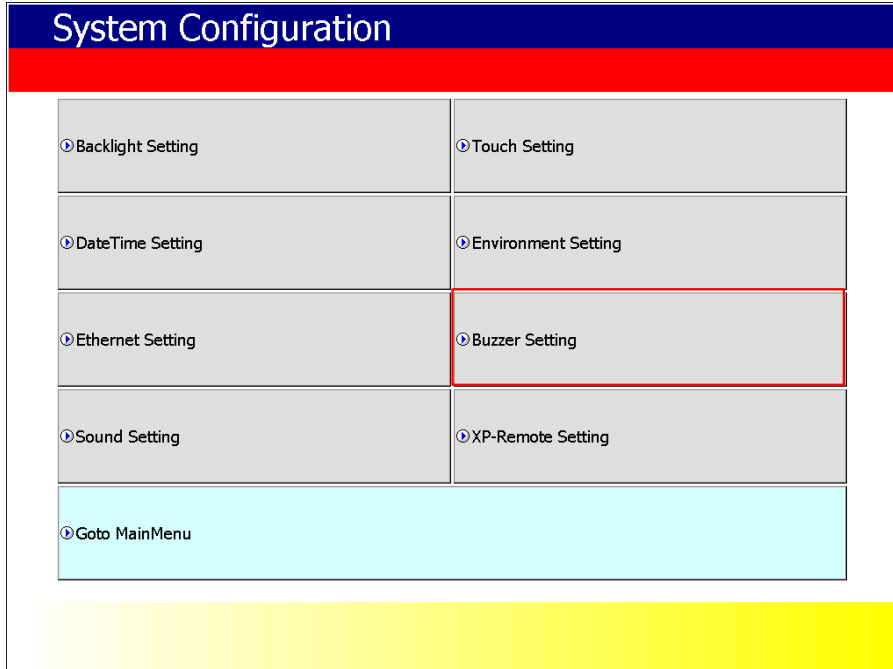 System Configuration
Backlight Setting
Touch Setting
DateTime Setting
Environment Setting
Ethernet Setting
Buzzer Setting
Sound Setting
XP-Remote Setting
Goto MainMenu